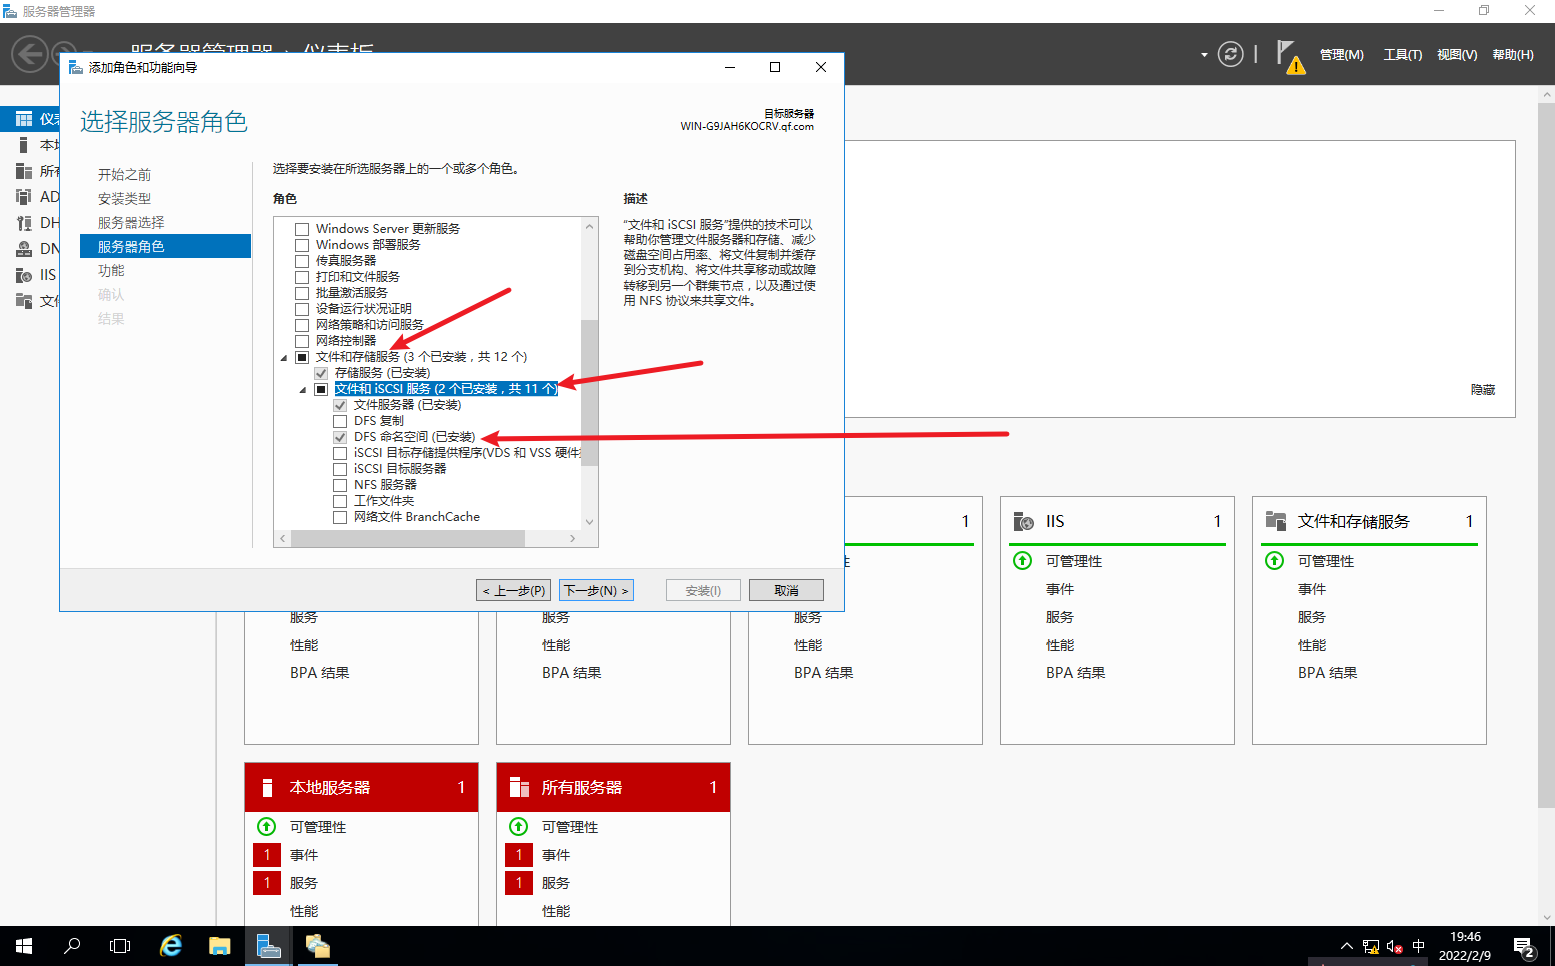 服务器管理器
服务器管理器 · 仪表板
管理(M) 工具(T) 视图(V) 帮助(H)
添加角色和功能向导
选择服务器角色
目标服务器
WIN-G9JAH6KOCRV.qf.com
仪表
本地
所有
AD
DH
DN
IIS
文件
开始之前
安装类型
服务器选择
服务器角色
功能
确认
结果
选择要安装在所选服务器上的一个或多个角色。
角色
Windows Server 更新服务
Windows 部署服务
传真服务器
打印和文件服务
批量激活服务
设备运行状况证明
网络策略和访问服务
网络控制器
文件和存储服务 (3 个已安装，共 12 个)
存储服务 (已安装)
文件和 iSCSI 服务 (2 个已安装，共 11 个)
文件服务器 (已安装)
DFS 复制
DFS 命名空间 (已安装)
iSCSI 目标存储提供程序(VDS 和 VSS 硬件
iSCSI 目标服务器
NFS 服务器
工作文件夹
网络文件 BranchCache
描述
“文件和 iSCSI 服务”提供的技术可以
帮助你管理文件服务器和存储、减少
磁盘空间占用率、将文件复制并缓存
到分支机构、将文件共享移动或故障
转移到另一个群集节点，以及通过使
用 NFS 协议来共享文件。
< 上一步(P) 下一步(N) > 安装(I) 取消
隐藏
服务
性能
BPA 结果
服务
性能
BPA 结果
1
性
服务
性能
BPA 结果
IIS 1
可管理性
事件
服务
性能
BPA 结果
文件和存储服务 1
可管理性
事件
服务
性能
BPA 结果
本地服务器 1
可管理性
1 事件
1 服务
性能
所有服务器 1
可管理性
1 事件
1 服务
性能
中
19:46
2022/2/9
2